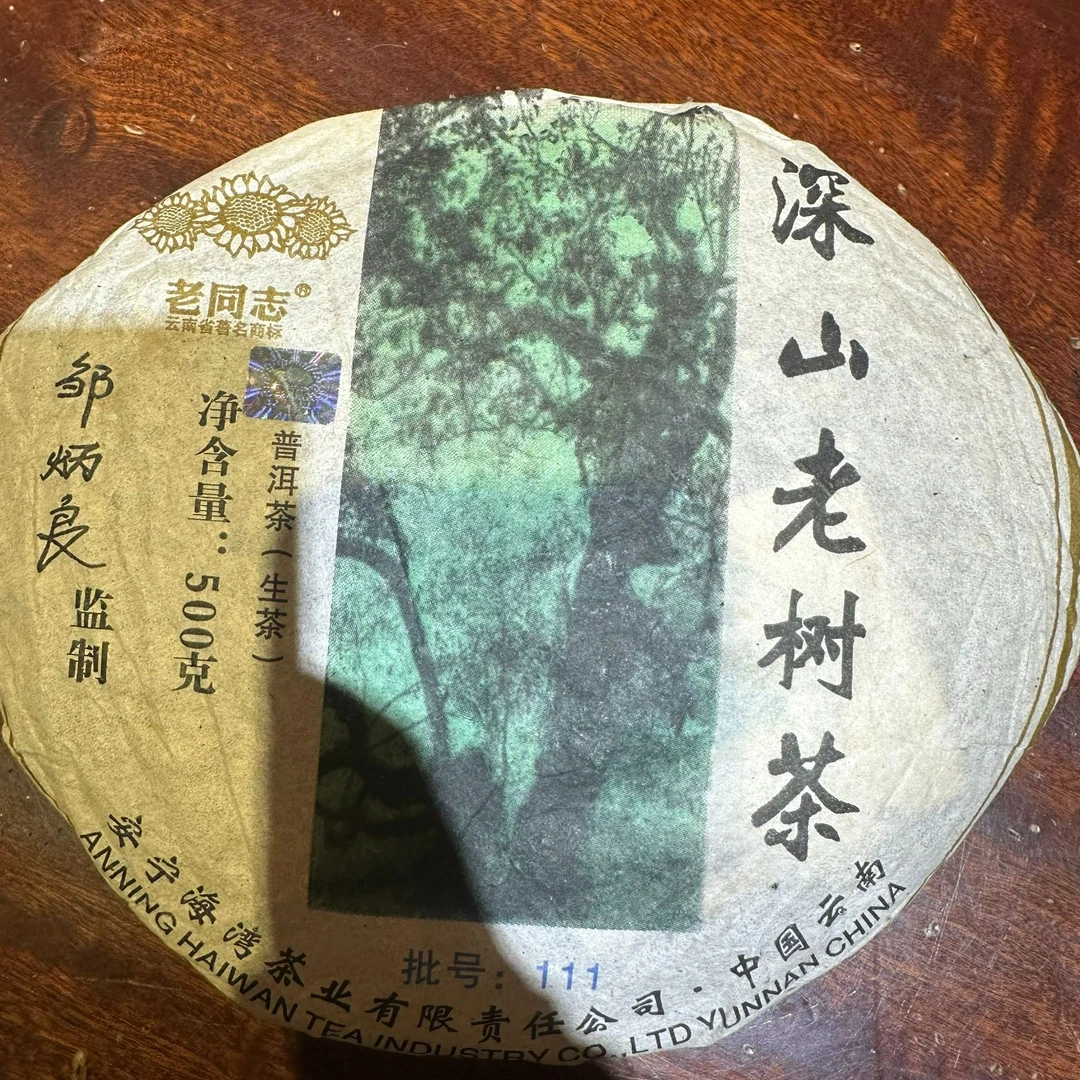 深山老树茶
老同志®
云南省著名商标
普洱茶(生茶)
净含量:500克
邹炳良监制
批号:111
安宁海湾茶业有限责任公司·中国云南
ANNING HAIWAN TEA INDUSTRY CO.,LTD YUNNAN CHINA